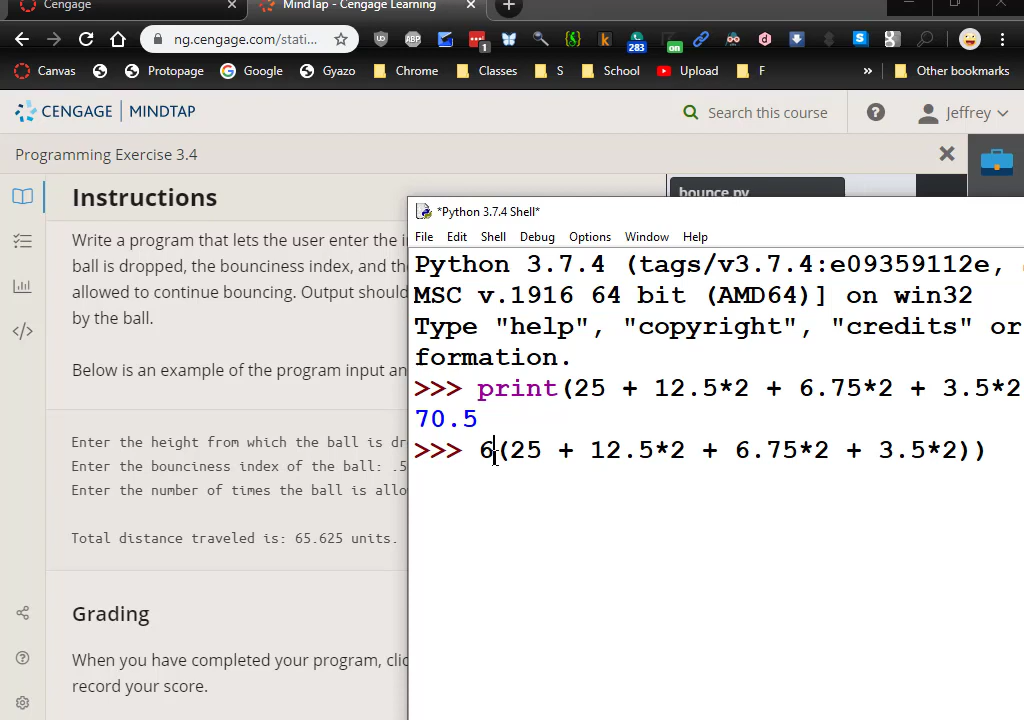 Cengage
MindTap - Cengage Learning
ng.cengage.com/stati...
1
283
on
Canvas
Protopage
Google
Gyazo
Chrome
Classes
S
School
Upload
F
»
Other bookmarks
CENGAGE MINDTAP
Search this course
Jeffrey
Programming Exercise 3.4
Instructions
bounce.py
Write a program that lets the user enter the i
ball is dropped, the bounciness index, and the
allowed to continue bouncing. Output should
by the ball.
Below is an example of the program input an
Enter the height from which the ball is dr
Enter the bounciness index of the ball: .5
Enter the number of times the ball is allo
Total distance traveled is: 65.625 units.
Grading
When you have completed your program, clic
record your score.
*Python 3.7.4 Shell*
File Edit Shell Debug Options Window Help
Python 3.7.4 (tags/v3.7.4:e09359112e,
MSC v.1916 64 bit (AMD64)] on win32
Type "help", "copyright", "credits" or
formation.
>>> print(25 + 12.5*2 + 6.75*2 + 3.5*2
70.5
>>> 6(25 + 12.5*2 + 6.75*2 + 3.5*2))